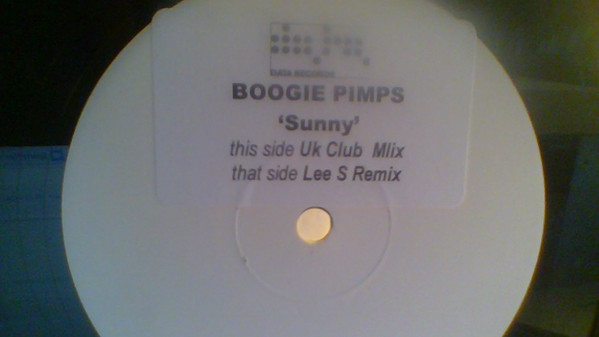 BOOGIE PIMPS
‘Sunny’
this side Uk Club Mlix
that side Lee S Remix